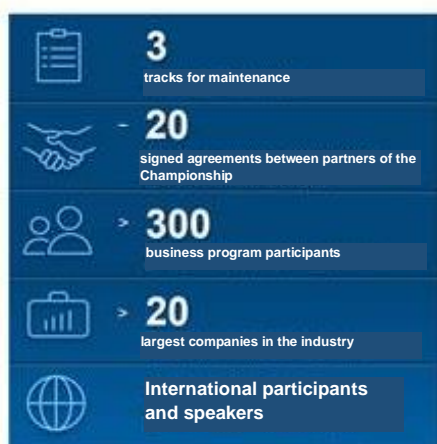 3
tracks for maintenance
- 20
signed agreements between partners of the
Championship
> 300
business program participants
> 20
largest companies in the industry
International participants
and speakers